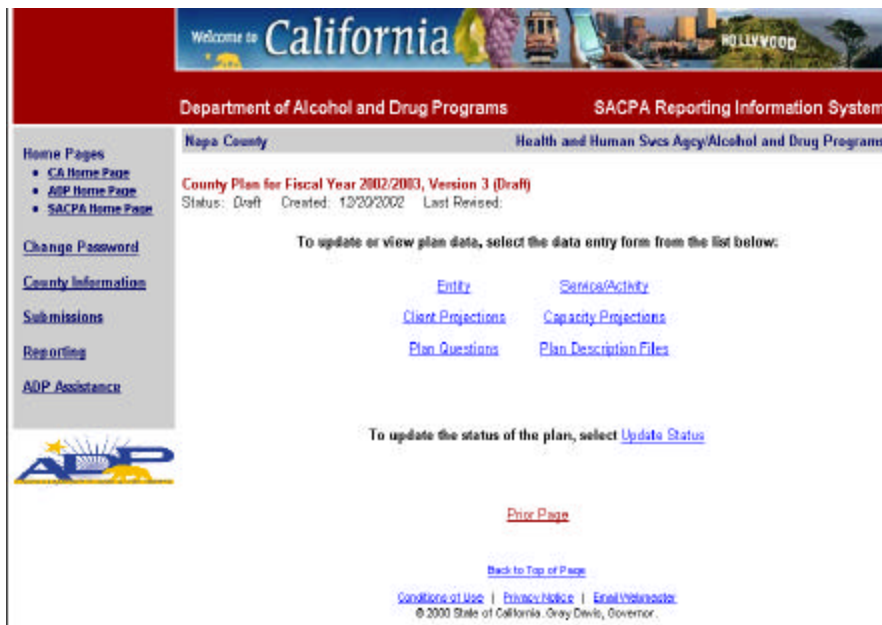 Welcome to California
HOLLYWOOD
Department of Alcohol and Drug Programs SACPA Reporting Information System
Napa County Health and Human Svcs Agcy/Alcohol and Drug Programs
Home Pages
• CA Home Page
• ADP Home Page
• SACPA Home Page
Change Password
County Information
Submissions
Reporting
ADP Assistance
ADP
County Plan for Fiscal Year 2002/2003, Version 3 (Draft)
Status: Draft Created: 12/20/2002 Last Revised:
To update or view plan data, select the data entry form from the list below:
Entity Service/Activity
Client Projections Capacity Projections
Plan Questions Plan Description Files
To update the status of the plan, select Update Status
Prior Page
Back to Top of Page
Conditions of Use | Privacy Notice | Email Webmaster
© 2000 State of California. Gray Davis, Governor.